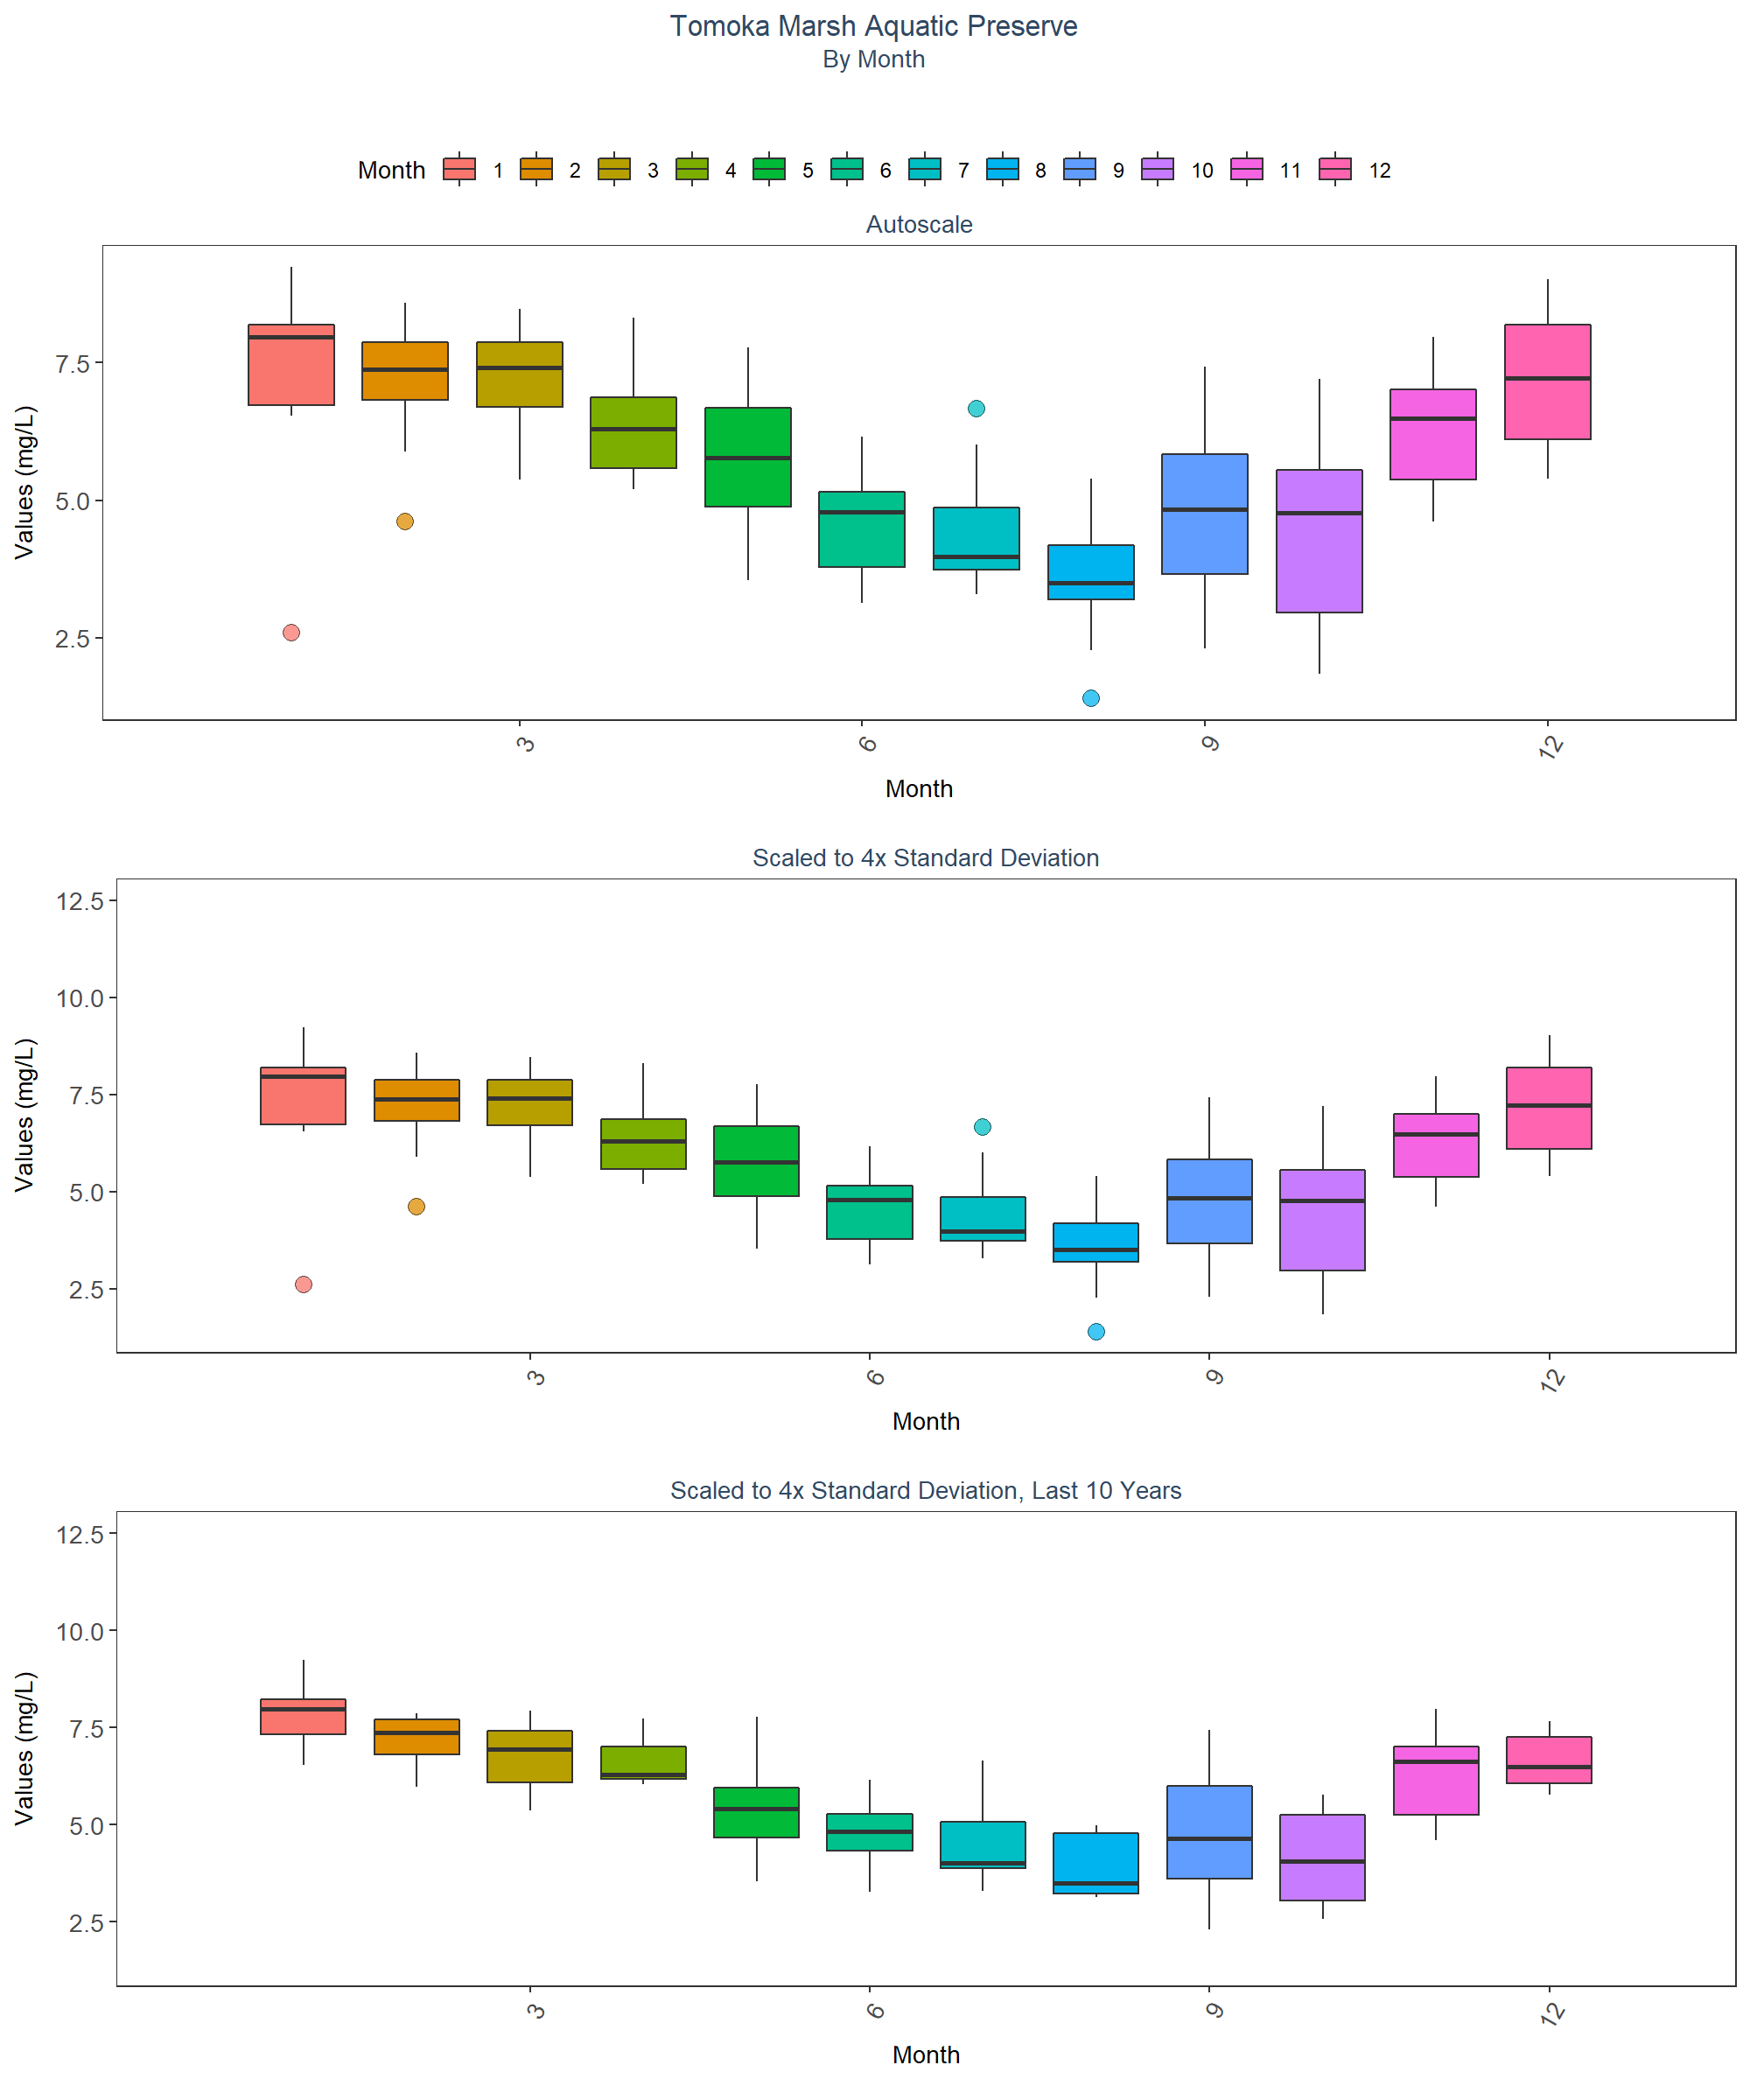 Tomoka Marsh Aquatic Preserve
By Month
Month 1 2 3 4 5 6 7 8 9 10 11 12
Autoscale
Values (mg/L)
7.5
5.0
2.5
3 6 9 12
Month
Scaled to 4x Standard Deviation
Values (mg/L)
12.5
10.0
7.5
5.0
2.5
3 6 9 12
Month
Scaled to 4x Standard Deviation, Last 10 Years
Values (mg/L)
12.5
10.0
7.5
5.0
2.5
3 6 9 12
Month